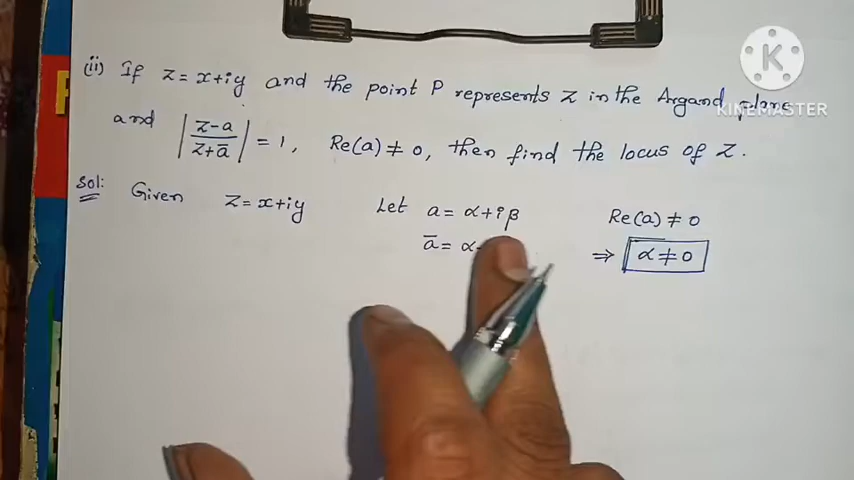 (ii) If z = x+iy and the point P represents z in the Argand plane
and |z-a / z+ā| = 1, Re(a) ≠ 0, then find the locus of z.
Sol: Given z = x+iy Let a = α+iβ Re(a) ≠ 0
ā = α- ⇒ α ≠ 0
K
KINEMASTER